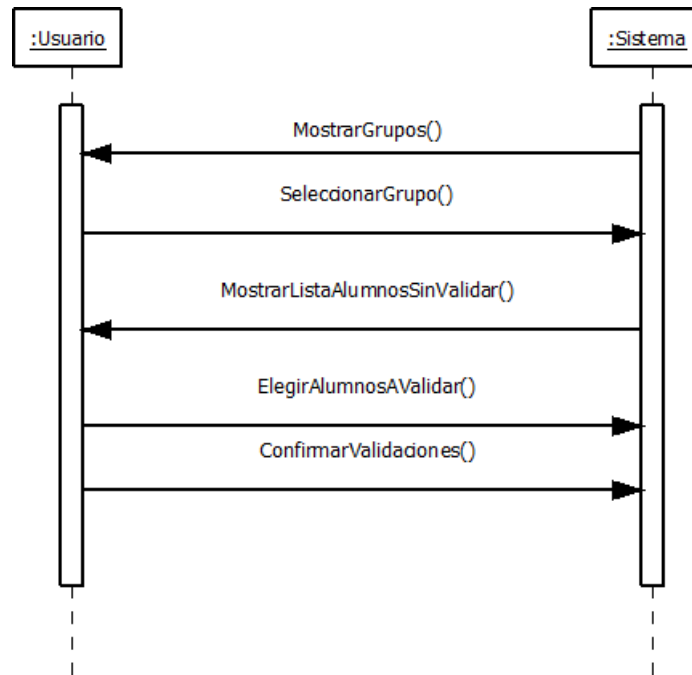 :Usuario
:Sistema
MostrarGrupos()
SeleccionarGrupo()
MostrarListaAlumnosSinValidar()
ElegirAlumnosAValidar()
ConfirmarValidaciones()